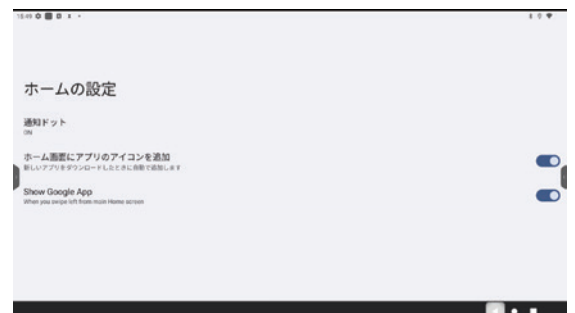 15:49
ホームの設定
通知ドット
ON
ホーム画面にアプリのアイコンを追加
新しいアプリをダウンロードしたときに自動で追加します
Show Google App
When you swipe left from main Home screen